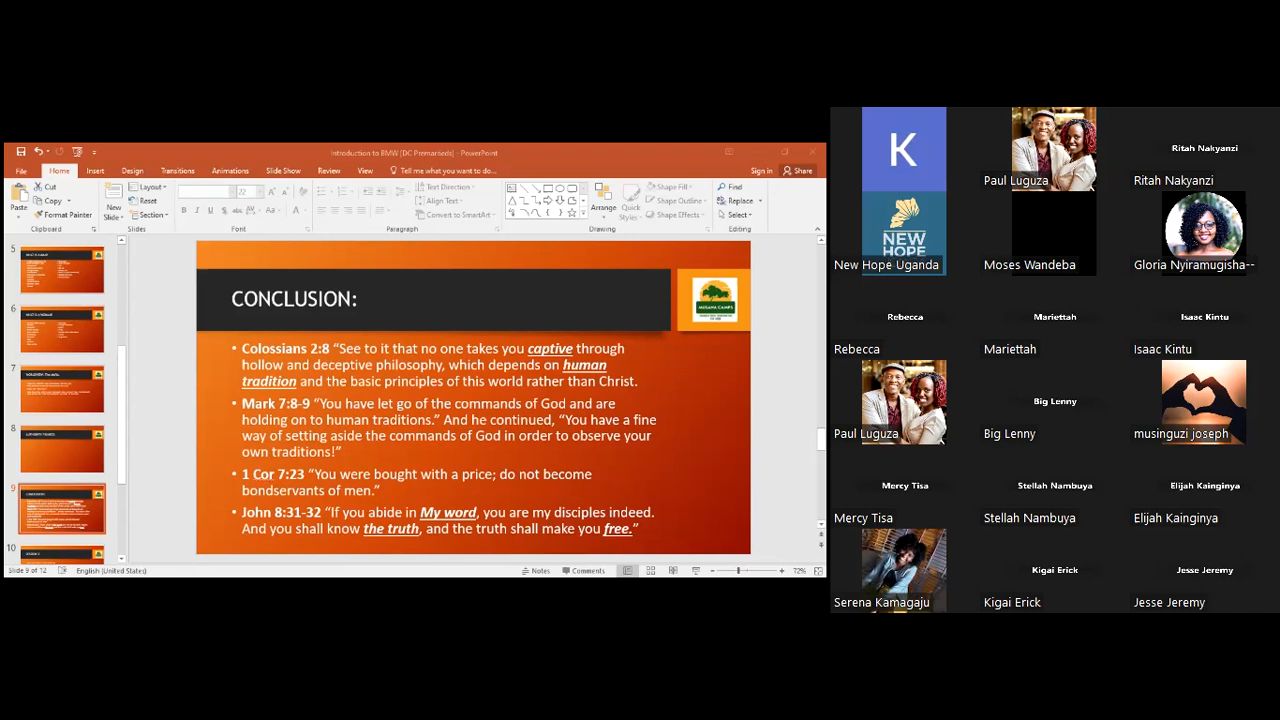 Introduction to BMW [DC Premarrieds] - PowerPoint
File Home Insert Design Transitions Animations Slide Show Review View Tell me what you want to do... Sign in Share
Paste
Cut
Copy
Format Painter
Clipboard
New
Slide
Layout
Reset
Section
Slides
22
Font
Text Direction
Align Text
Convert to SmartArt
Paragraph
Arrange
Quick
Styles
Shape Fill
Shape Outline
Shape Effects
Drawing
Find
Replace
Select
Editing
5
6
7
8
9
10
CONCLUSION:
MUSANA CAMPS
• Colossians 2:8 “See to it that no one takes you captive through
hollow and deceptive philosophy, which depends on human
tradition and the basic principles of this world rather than Christ.
• Mark 7:8-9 “You have let go of the commands of God and are
holding on to human traditions.” And he continued, “You have a fine
way of setting aside the commands of God in order to observe your
own traditions!”
• 1 Cor 7:23 “You were bought with a price; do not become
bondservants of men.”
• John 8:31-32 “If you abide in My word, you are my disciples indeed.
And you shall know the truth, and the truth shall make you free.”
Slide 9 of 12 English (United States) Notes Comments 72%
K
Paul Luguza
Ritah Nakyanzi
Ritah Nakyanzi
NEW
HOPE
New Hope Uganda
Moses Wandeba
Gloria Nyiramugisha--
Rebecca
Rebecca
Mariettah
Mariettah
Isaac Kintu
Isaac Kintu
Paul Luguza
Big Lenny
Big Lenny
musinguzi joseph
Mercy Tisa
Mercy Tisa
Stellah Nambuya
Stellah Nambuya
Elijah Kainginya
Elijah Kainginya
Serena Kamagaju
Kigai Erick
Kigai Erick
Jesse Jeremy
Jesse Jeremy